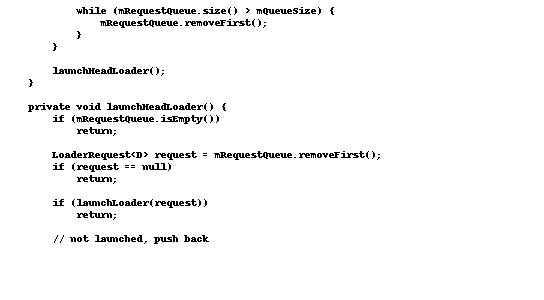 while (mRequestQueue.size() > mQueueSize) {
mRequestQueue.removeFirst();
}
}
launchHeadLoader();
}
private void launchHeadLoader() {
if (mRequestQueue.isEmpty())
return;
LoaderRequest<D> request = mRequestQueue.removeFirst();
if (request == null)
return;
if (launchLoader(request))
return;
// not launched, push back